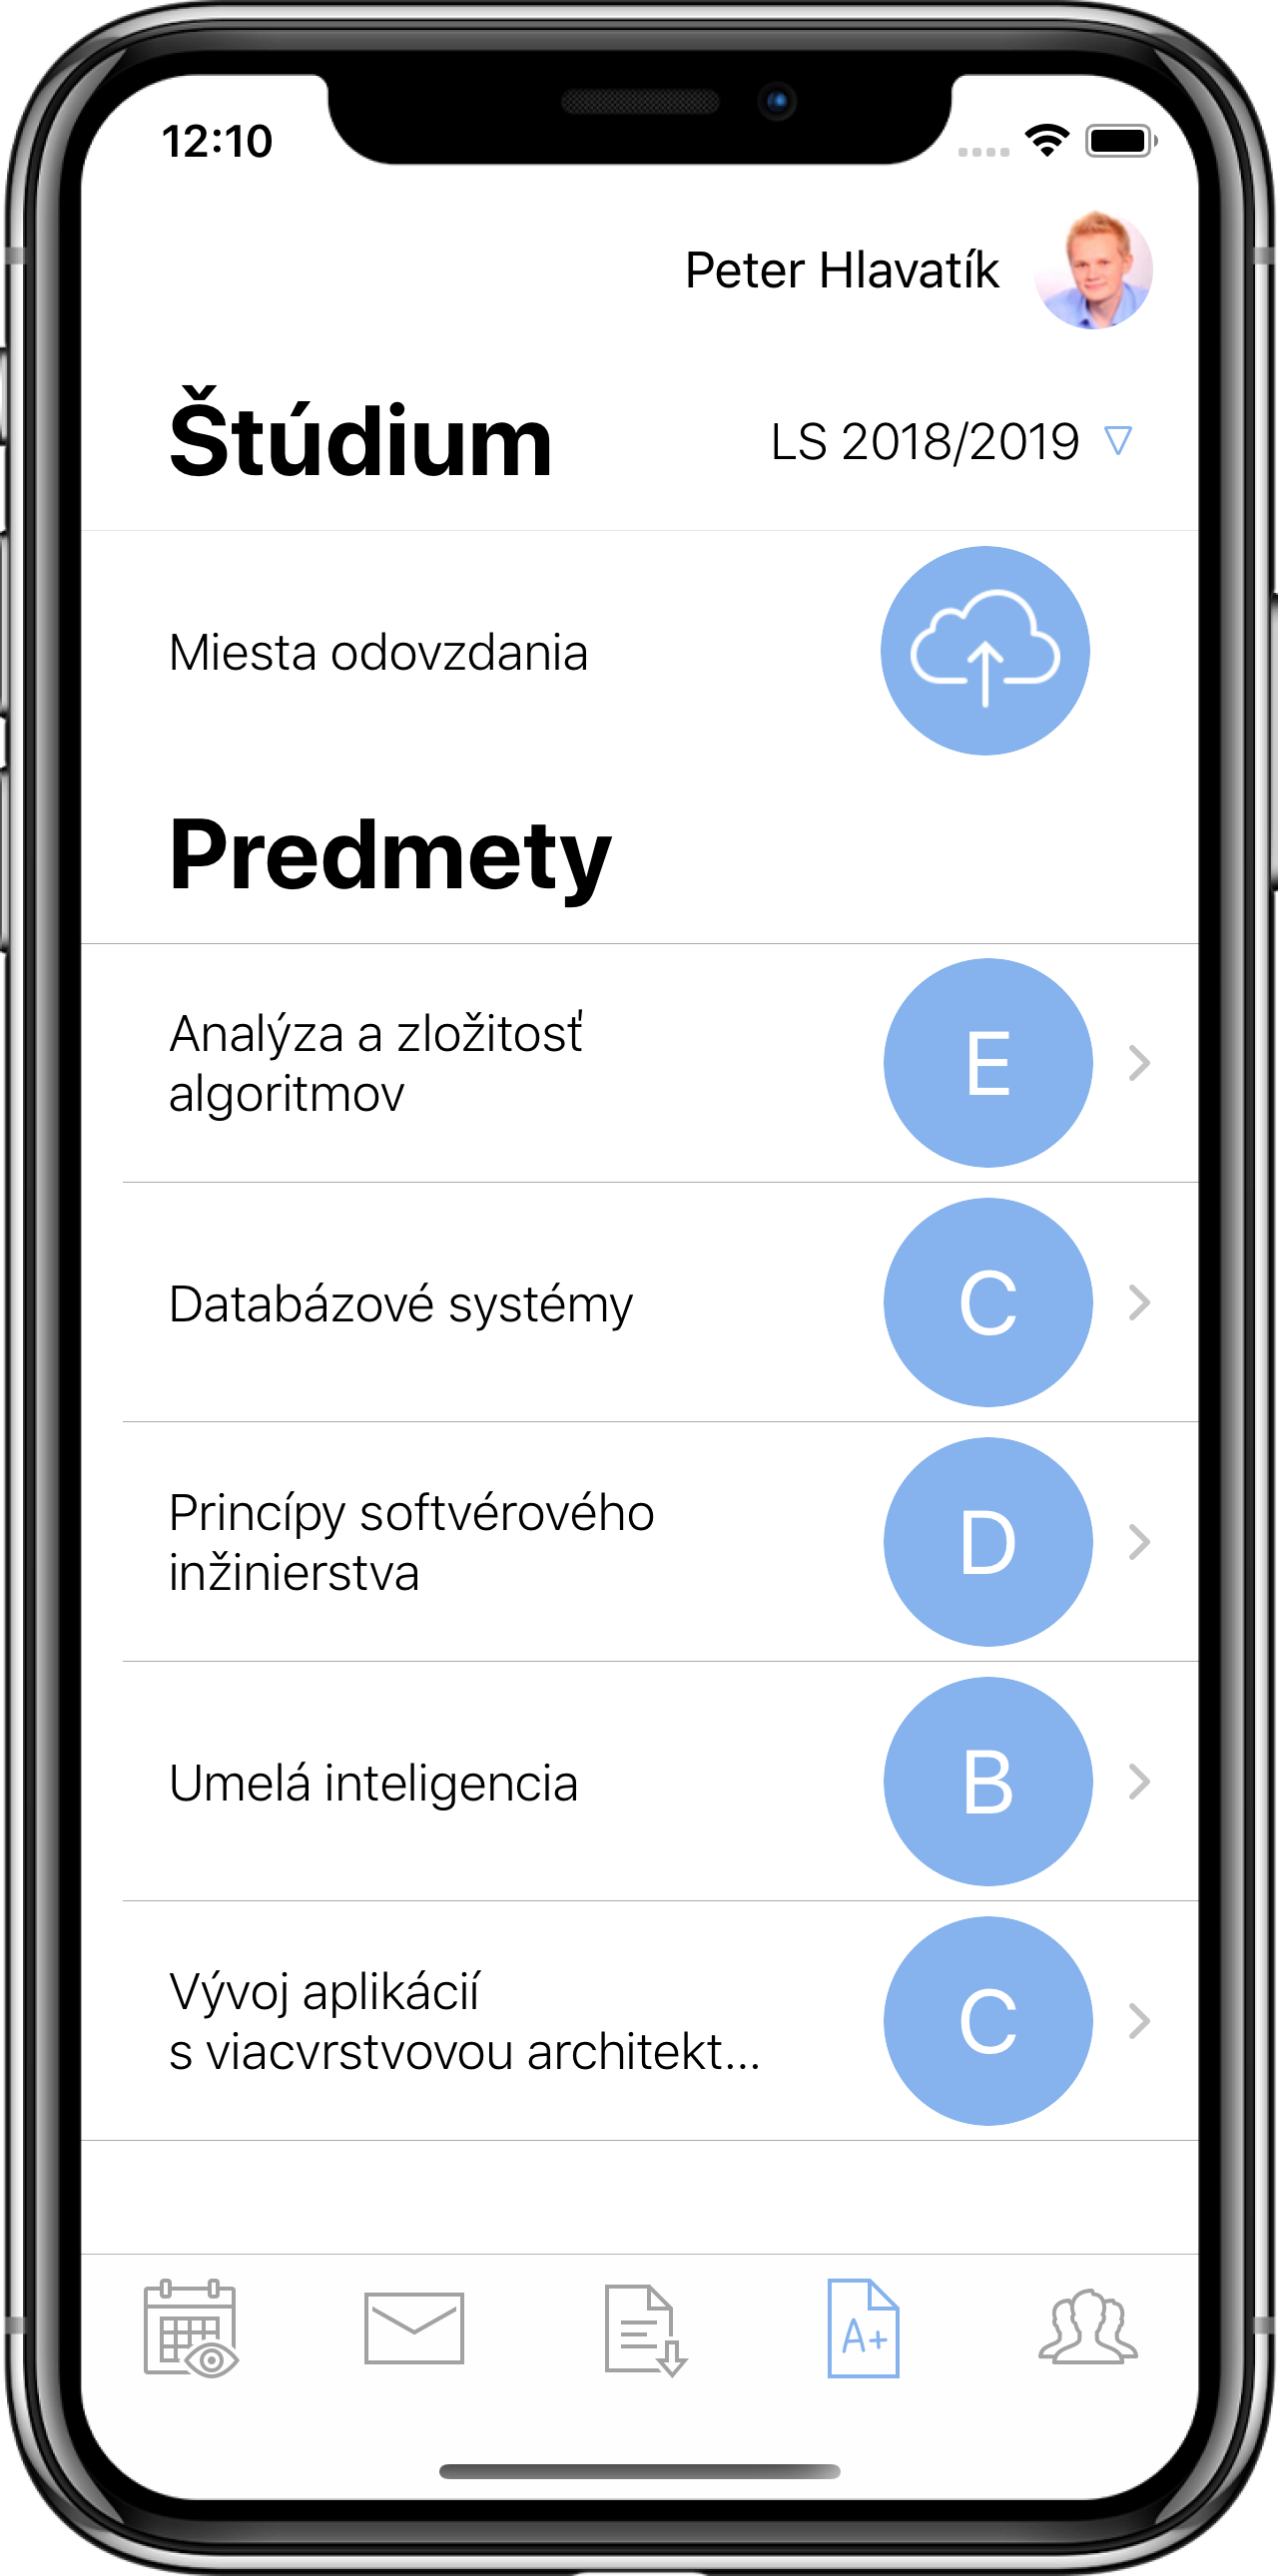 12:10
Peter Hlavatík
Štúdium
LS 2018/2019
Miesta odovzdania
Predmety
Analýza a zložitosť
algoritmov
E
Databázové systémy
C
Princípy softvérového
inžinierstva
D
Umelá inteligencia
B
Vývoj aplikácií
s viacvrstvovou architekt...
C
A+